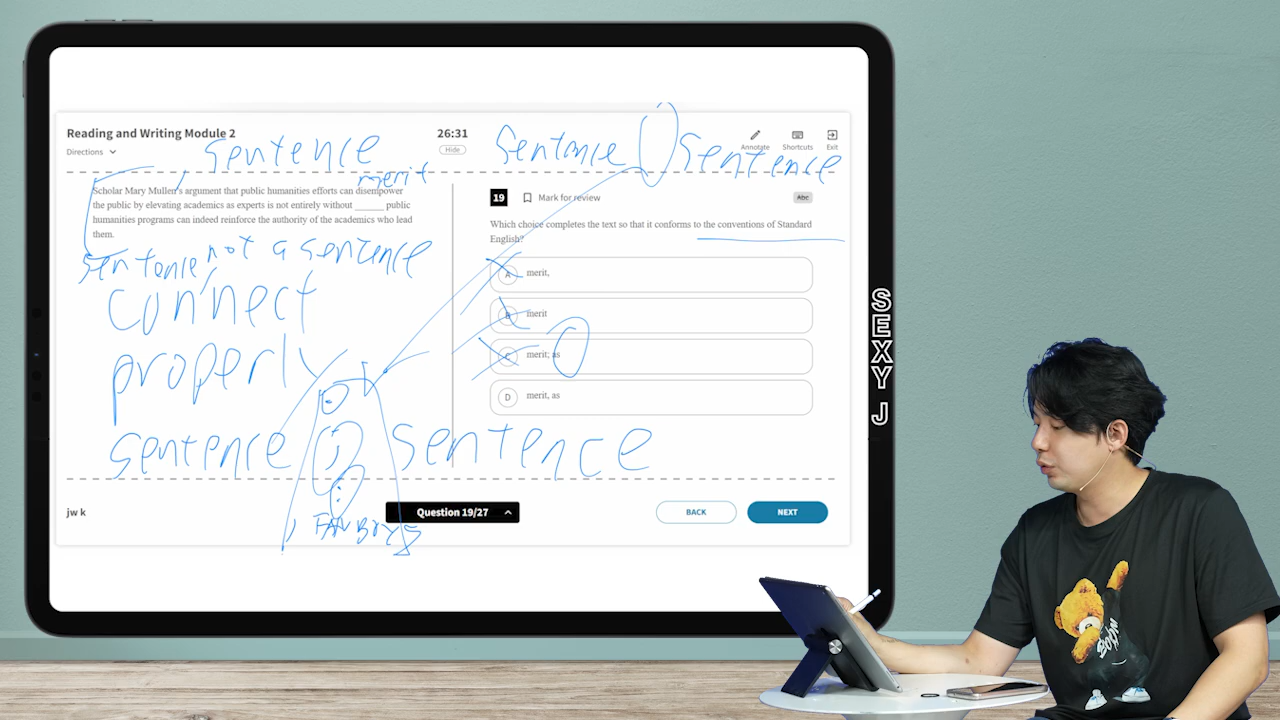 Reading and Writing Module 2
Directions
26:31
Hide
Annotate
Shortcuts
Exit
sentence
Sentence
Sentence
merit
Scholar Mary Mullen's argument that public humanities efforts can disempower
the public by elevating academics as experts is not entirely without ______ public
humanities programs can indeed reinforce the authority of the academics who lead
them.
sentence
not a sentence
connect
properly
sentence
sentence
, FANBOYS
19
Mark for review
Abc
Which choice completes the text so that it conforms to the conventions of Standard
English?
A merit,
B merit
C merit; as
D merit, as
jw k
Question 19/27
BACK
NEXT
SEXY J
BOOM